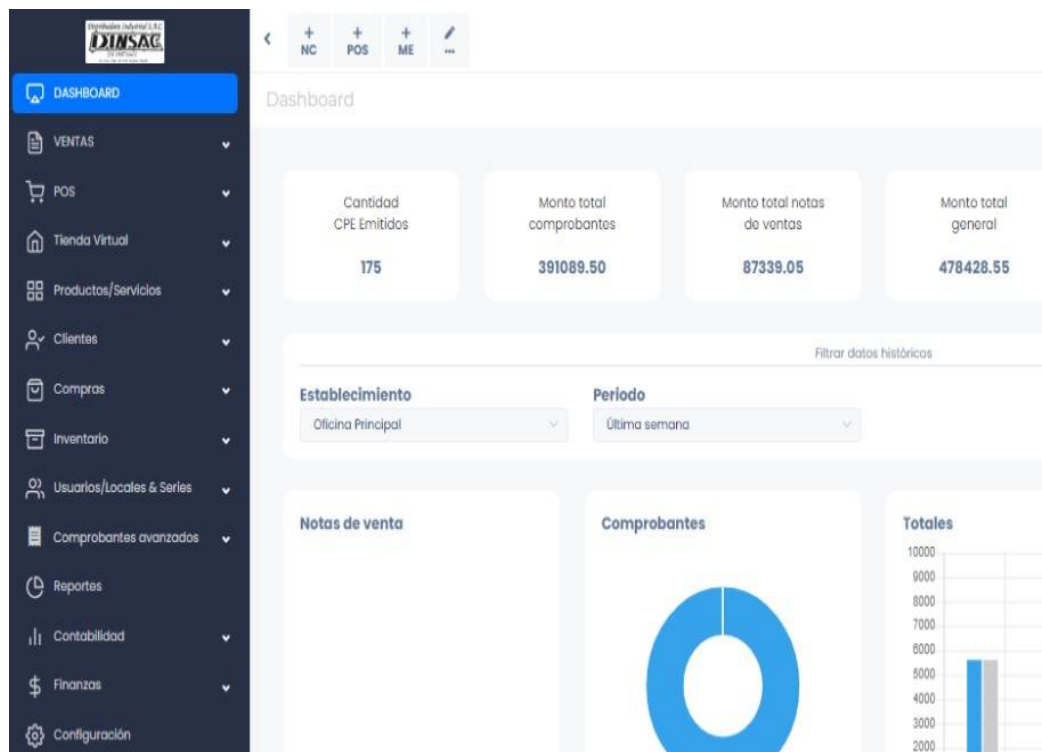 DINSAC
DASHBOARD
VENTAS
POS
Tienda Virtual
Productos/Servicios
Clientes
Compras
Inventario
Usuarios/Locales & Series
Comprobantes avanzados
Reportes
Contabilidad
Finanzas
Configuración
+
NC
+
POS
+
ME
...
Dashboard
Cantidad
CPE Emitidos
175
Monto total
comprobantes
391089.50
Monto total notas
de ventas
87339.05
Monto total
general
478428.55
Filtrar datos históricos
Establecimiento
Oficina Principal
Periodo
Última semana
Notas de venta
Comprobantes
Totales
10000
9000
8000
7000
6000
5000
4000
3000
2000